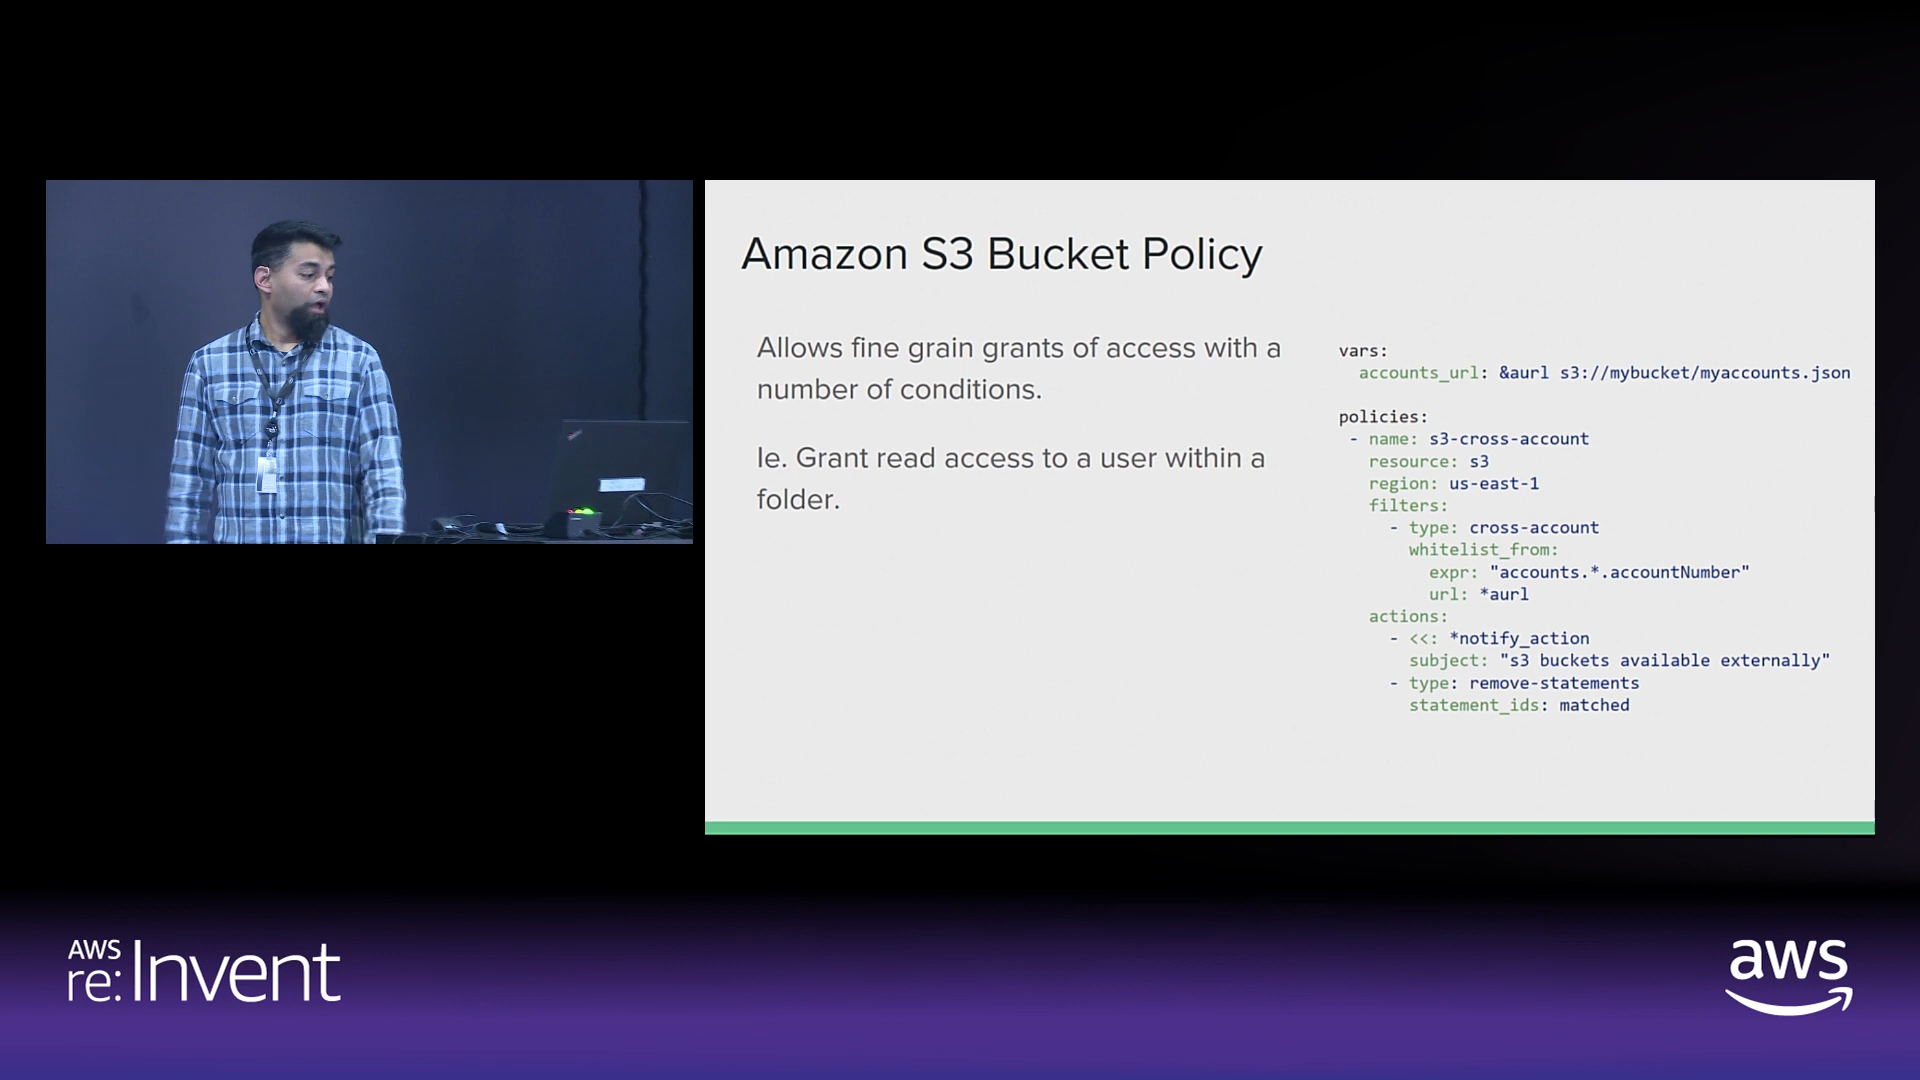 Amazon S3 Bucket Policy
Allows fine grain grants of access with a
number of conditions.
Ie. Grant read access to a user within a
folder.
vars:
  accounts_url: &aurl s3://mybucket/myaccounts.json
policies:
 - name: s3-cross-account
   resource: s3
   region: us-east-1
   filters:
     - type: cross-account
       whitelist_from:
         expr: "accounts.*.accountNumber"
         url: *aurl
   actions:
     - <<: *notify_action
       subject: "s3 buckets available externally"
     - type: remove-statements
       statement_ids: matched
AWS
re:Invent
aws